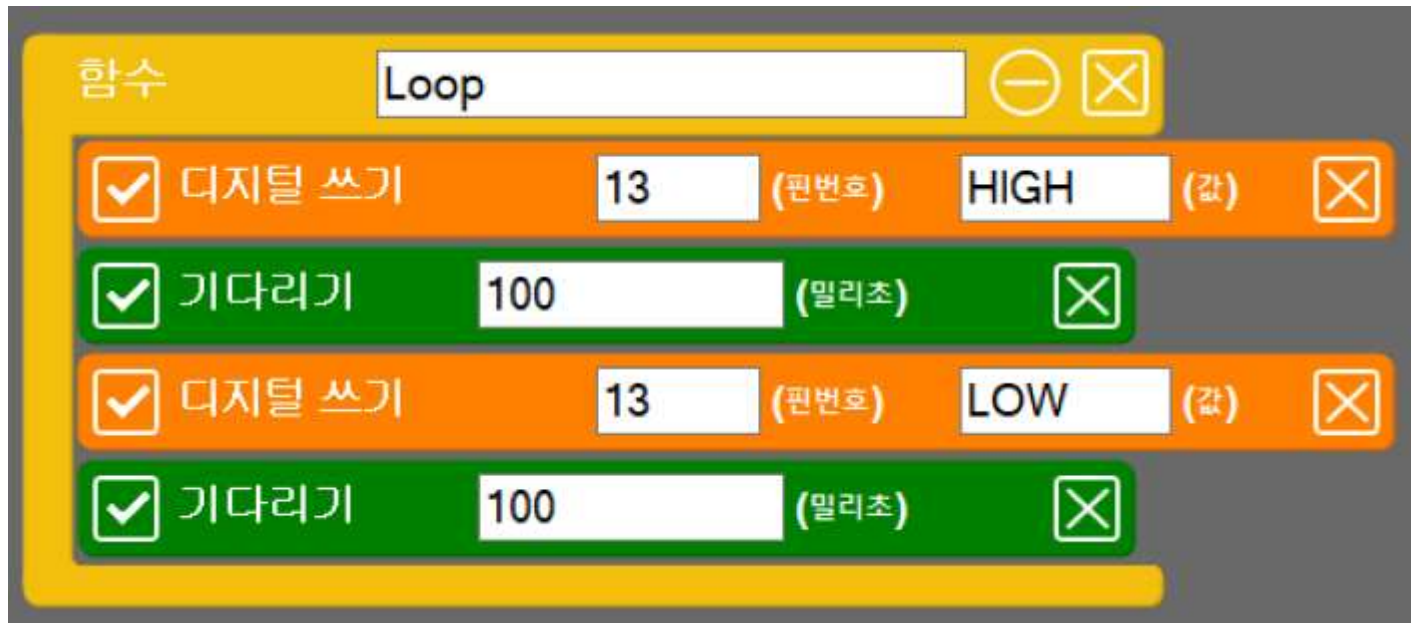 함수 Loop
디지털 쓰기 13 (핀번호) HIGH (값)
기다리기 100 (밀리초)
디지털 쓰기 13 (핀번호) LOW (값)
기다리기 100 (밀리초)